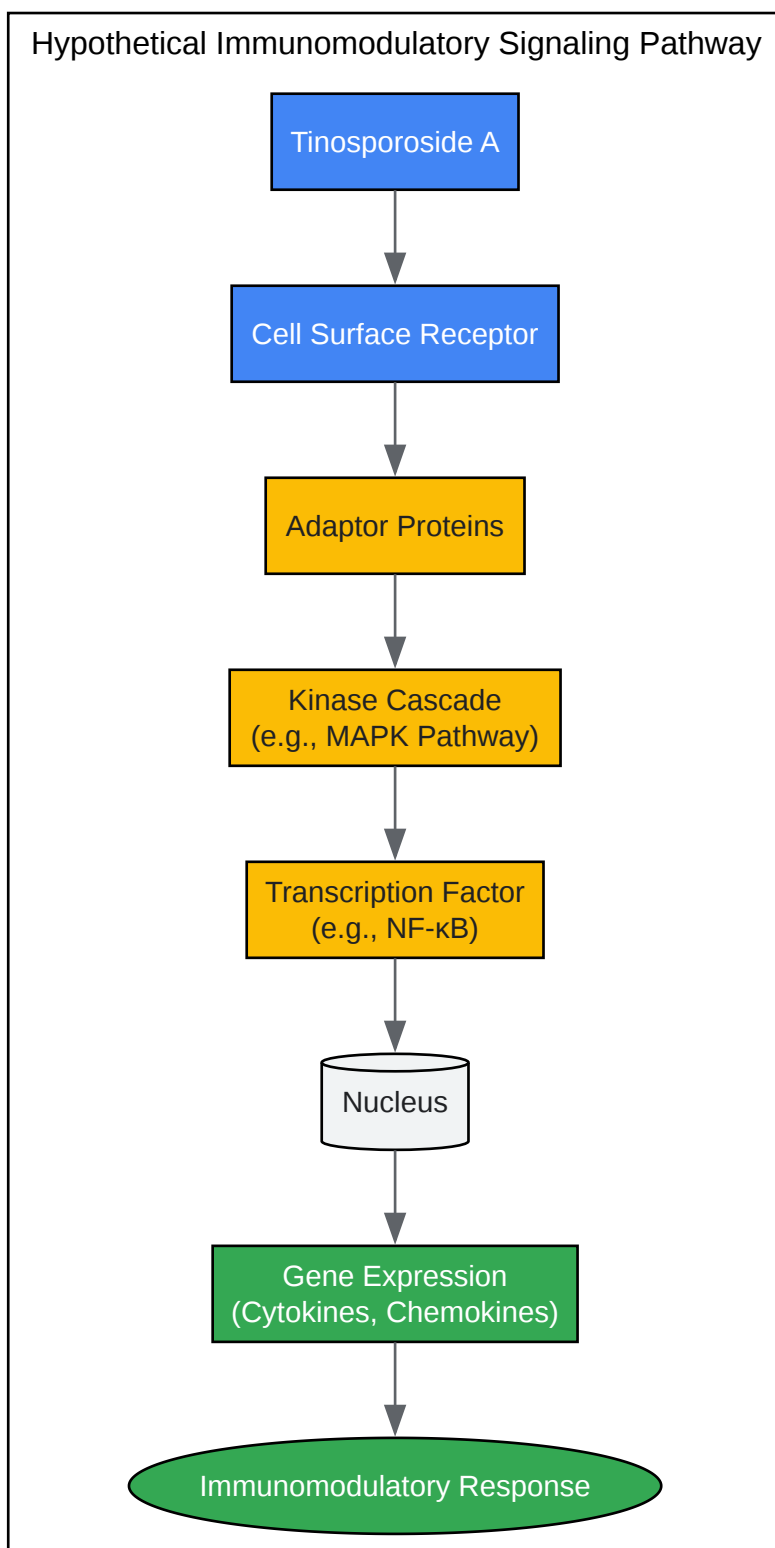 Hypothetical Immunomodulatory Signaling Pathway
Tinosporoside A
Cell Surface Receptor
Adaptor Proteins
Kinase Cascade
(e.g., MAPK Pathway)
Transcription Factor
(e.g., NF-κB)
Nucleus
Gene Expression
(Cytokines, Chemokines)
Immunomodulatory Response